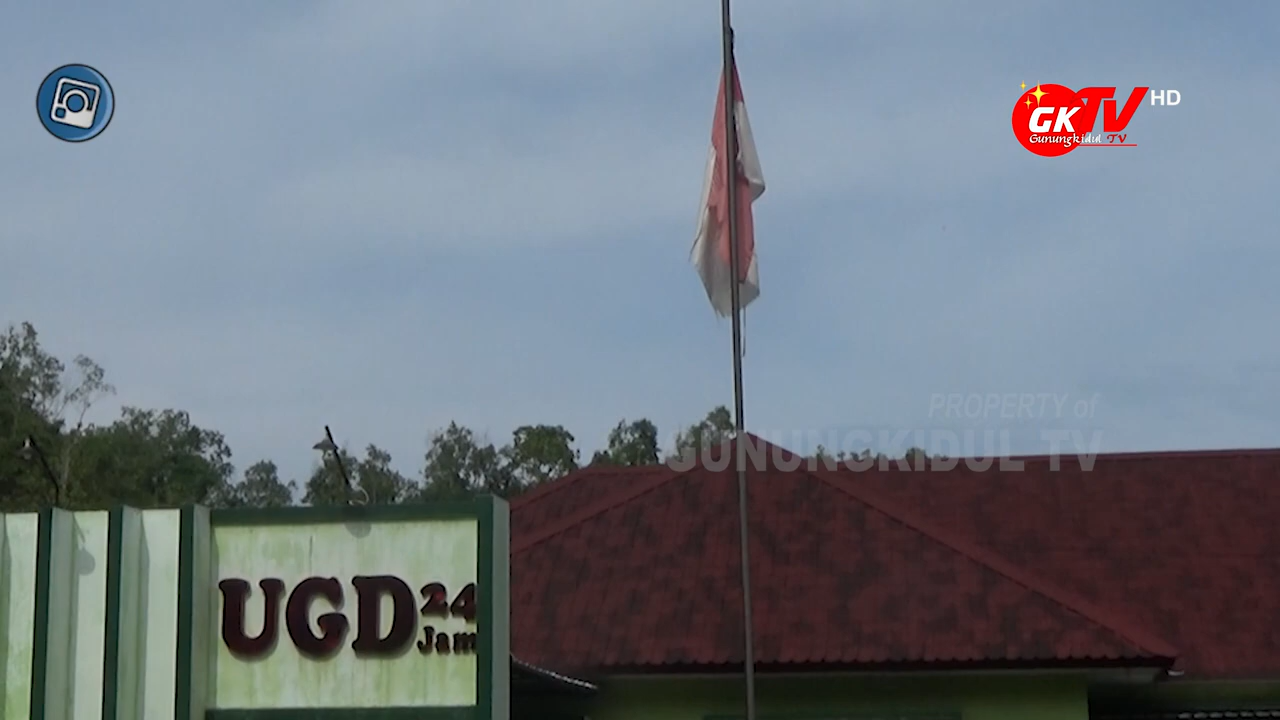 GKTV HD
Gunungkidul TV
PROPERTY of
GUNUNGKIDUL TV
UGD 24
Jam